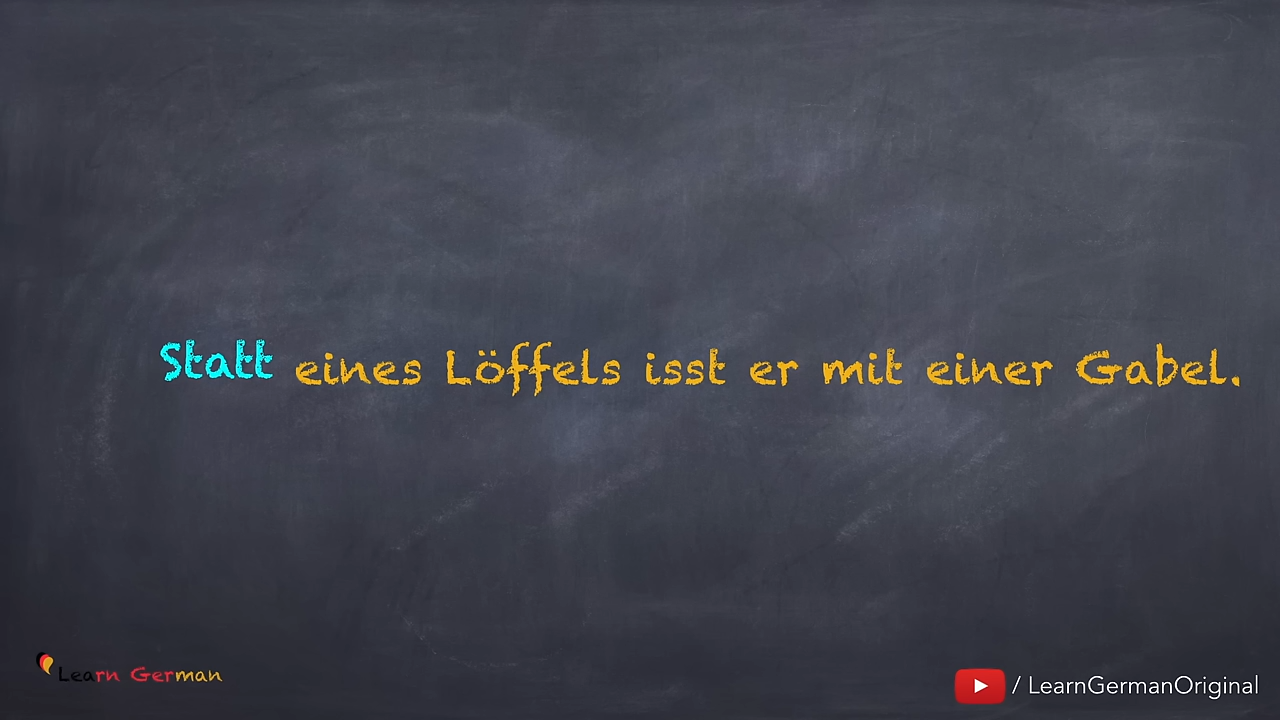 Statt eines Löffels isst er mit einer Gabel.
Learn German
/ LearnGermanOriginal